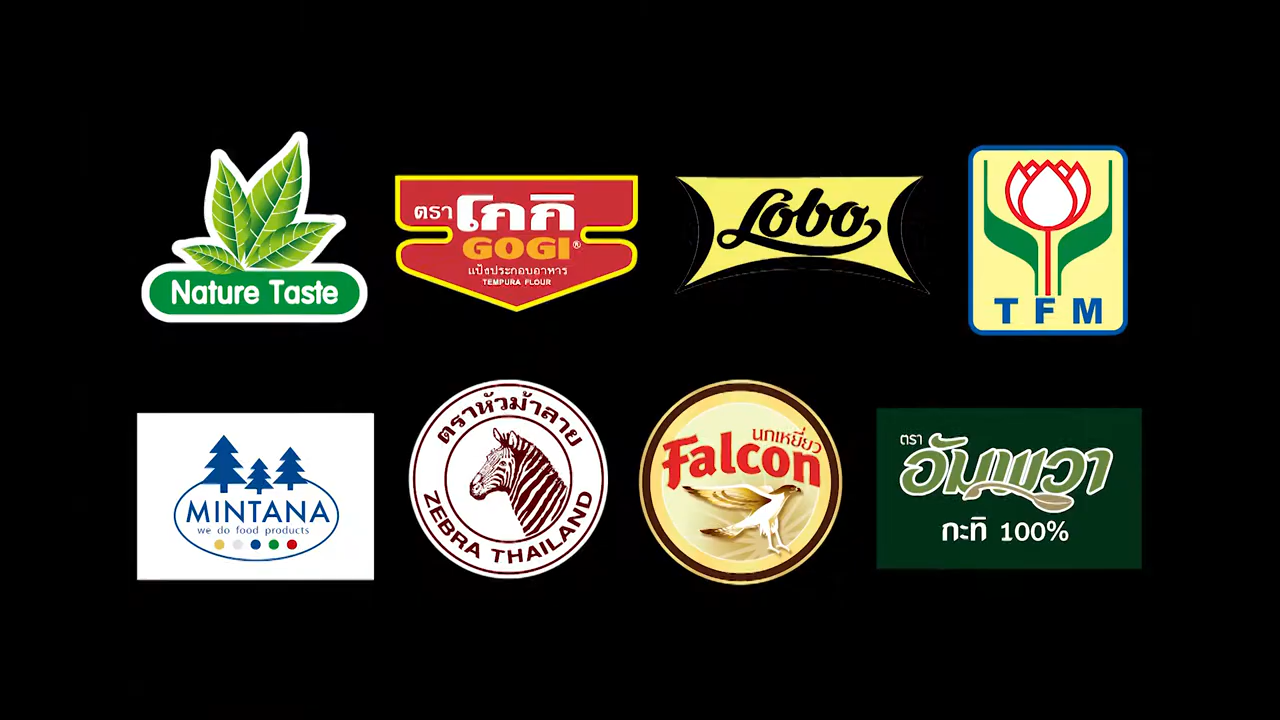 Nature Taste
ตรา โกกิ
GOGI®
แป้งประกอบอาหาร
TEMPURA FLOUR
Lobo
TFM
MINTANA
we do food products
ตราหัวม้าลาย
ZEBRA THAILAND
นกเหยี่ยว
Falcon
ตรา
อัมพวา
กะทิ 100%